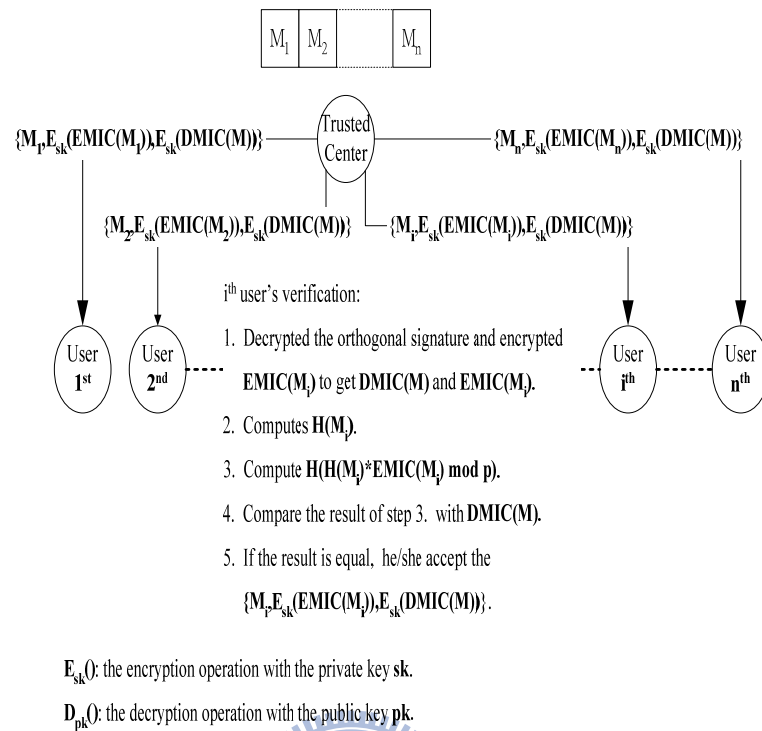 M1 M2 Mn
Trusted
Center
{M1,Esk(EMIC(M1)),Esk(DMIC(M))}
{Mn,Esk(EMIC(Mn)),Esk(DMIC(M))}
{M2,Esk(EMIC(M2)),Esk(DMIC(M))}
{Mi,Esk(EMIC(Mi)),Esk(DMIC(M))}
ith user's verification:
1. Decrypted the orthogonal signature and encrypted
EMIC(Mi) to get DMIC(M) and EMIC(Mi).
2. Computes H(Mi).
3. Compute H(H(Mi)*EMIC(Mi) mod p).
4. Compare the result of step 3. with DMIC(M).
5. If the result is equal, he/she accept the
{Mi,Esk(EMIC(Mi)),Esk(DMIC(M))}.
User
1st
User
2nd
User
ith
User
nth
Esk(): the encryption operation with the private key sk.
Dpk(): the decryption operation with the public key pk.